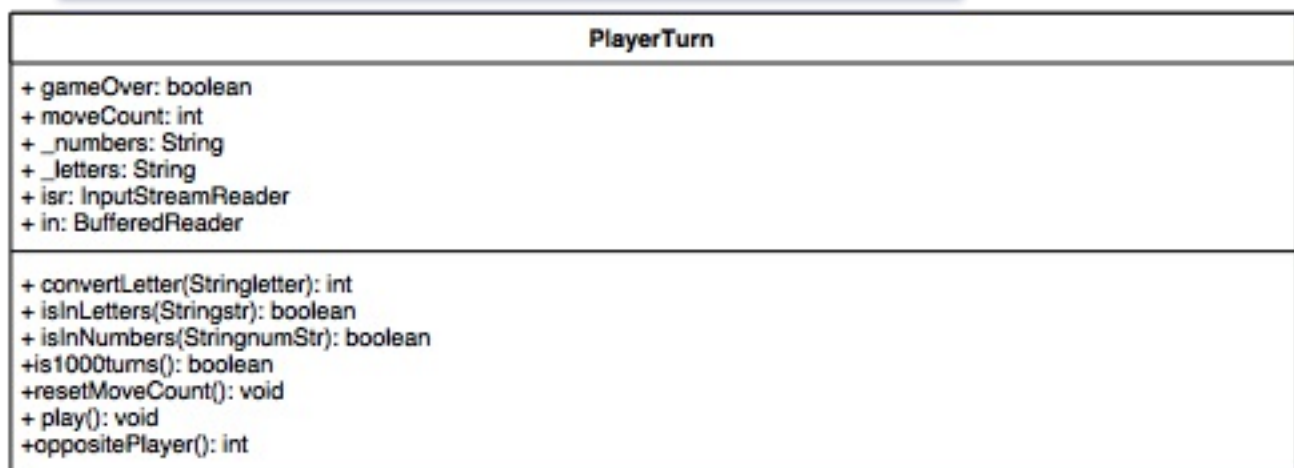 PlayerTurn
+ gameOver: boolean
+ moveCount: int
+ _numbers: String
+ _letters: String
+ isr: InputStreamReader
+ in: BufferedReader
+ convertLetter(Stringletter): int
+ isInLetters(Stringstr): boolean
+ isInNumbers(StringnumStr): boolean
+is1000turns(): boolean
+resetMoveCount(): void
+ play(): void
+oppositePlayer(): int